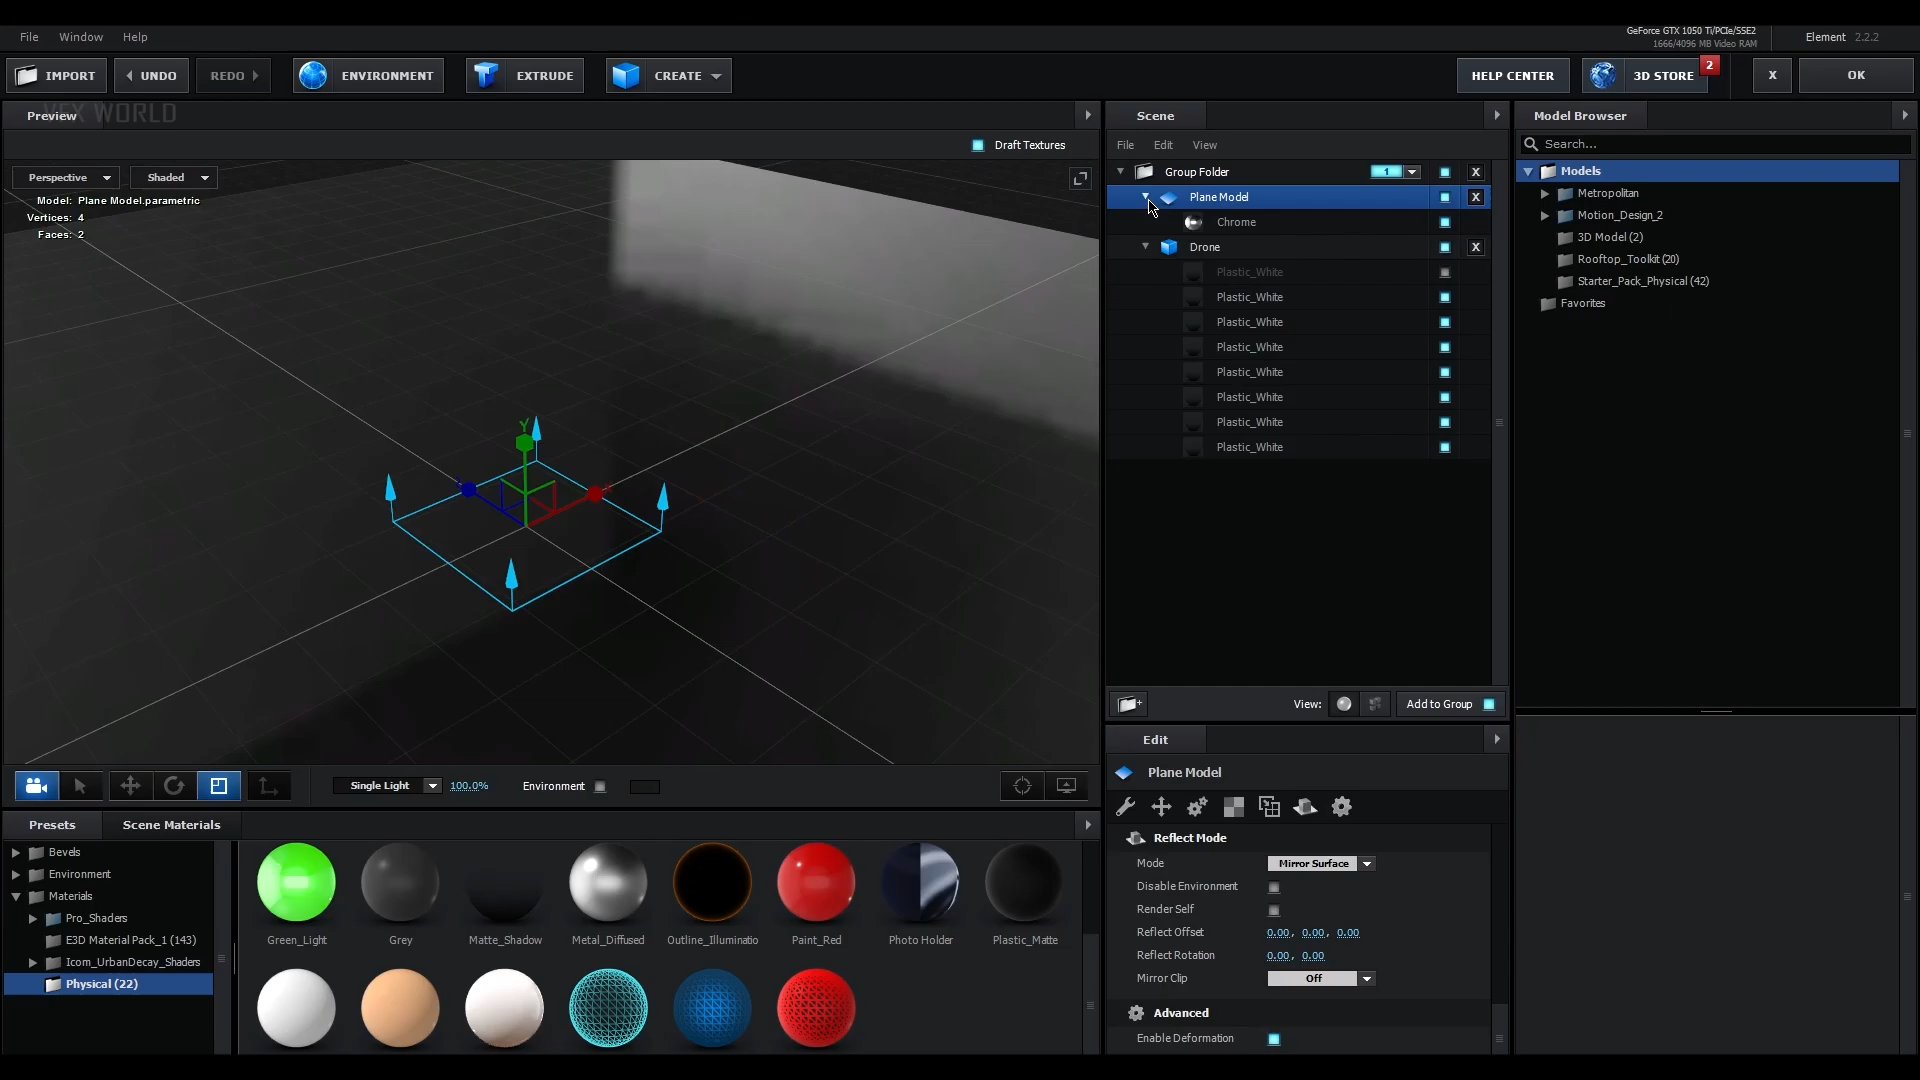 File Window Help
GeForce GTX 1050 Ti/PCIe/SSE2
1666/4096 MB Video RAM
Element 2.2.2
IMPORT UNDO REDO ENVIRONMENT EXTRUDE CREATE HELP CENTER 3D STORE 2 X OK
VFX WORLD
Preview
Draft Textures
Perspective Shaded
Model: Plane Model.parametric
Vertices: 4
Faces: 2
Y
Single Light 100.0% Environment
Scene
File Edit View
Group Folder 1 X
Plane Model X
Chrome
Drone X
Plastic_White
Plastic_White
Plastic_White
Plastic_White
Plastic_White
Plastic_White
Plastic_White
Plastic_White
View: Add to Group
Model Browser
Search...
Models
Metropolitan
Motion_Design_2
3D Model (2)
Rooftop_Toolkit (20)
Starter_Pack_Physical (42)
Favorites
Presets Scene Materials
Bevels
Environment
Materials
Pro_Shaders
E3D Material Pack_1 (143)
Icom_UrbanDecay_Shaders
Physical (22)
Green_Light Grey Matte_Shadow Metal_Diffused Outline_Illuminatio Paint_Red Photo Holder Plastic_Matte
Edit
Plane Model
Reflect Mode
Mode Mirror Surface
Disable Environment
Render Self
Reflect Offset 0.00, 0.00, 0.00
Reflect Rotation 0.00, 0.00
Mirror Clip Off
Advanced
Enable Deformation